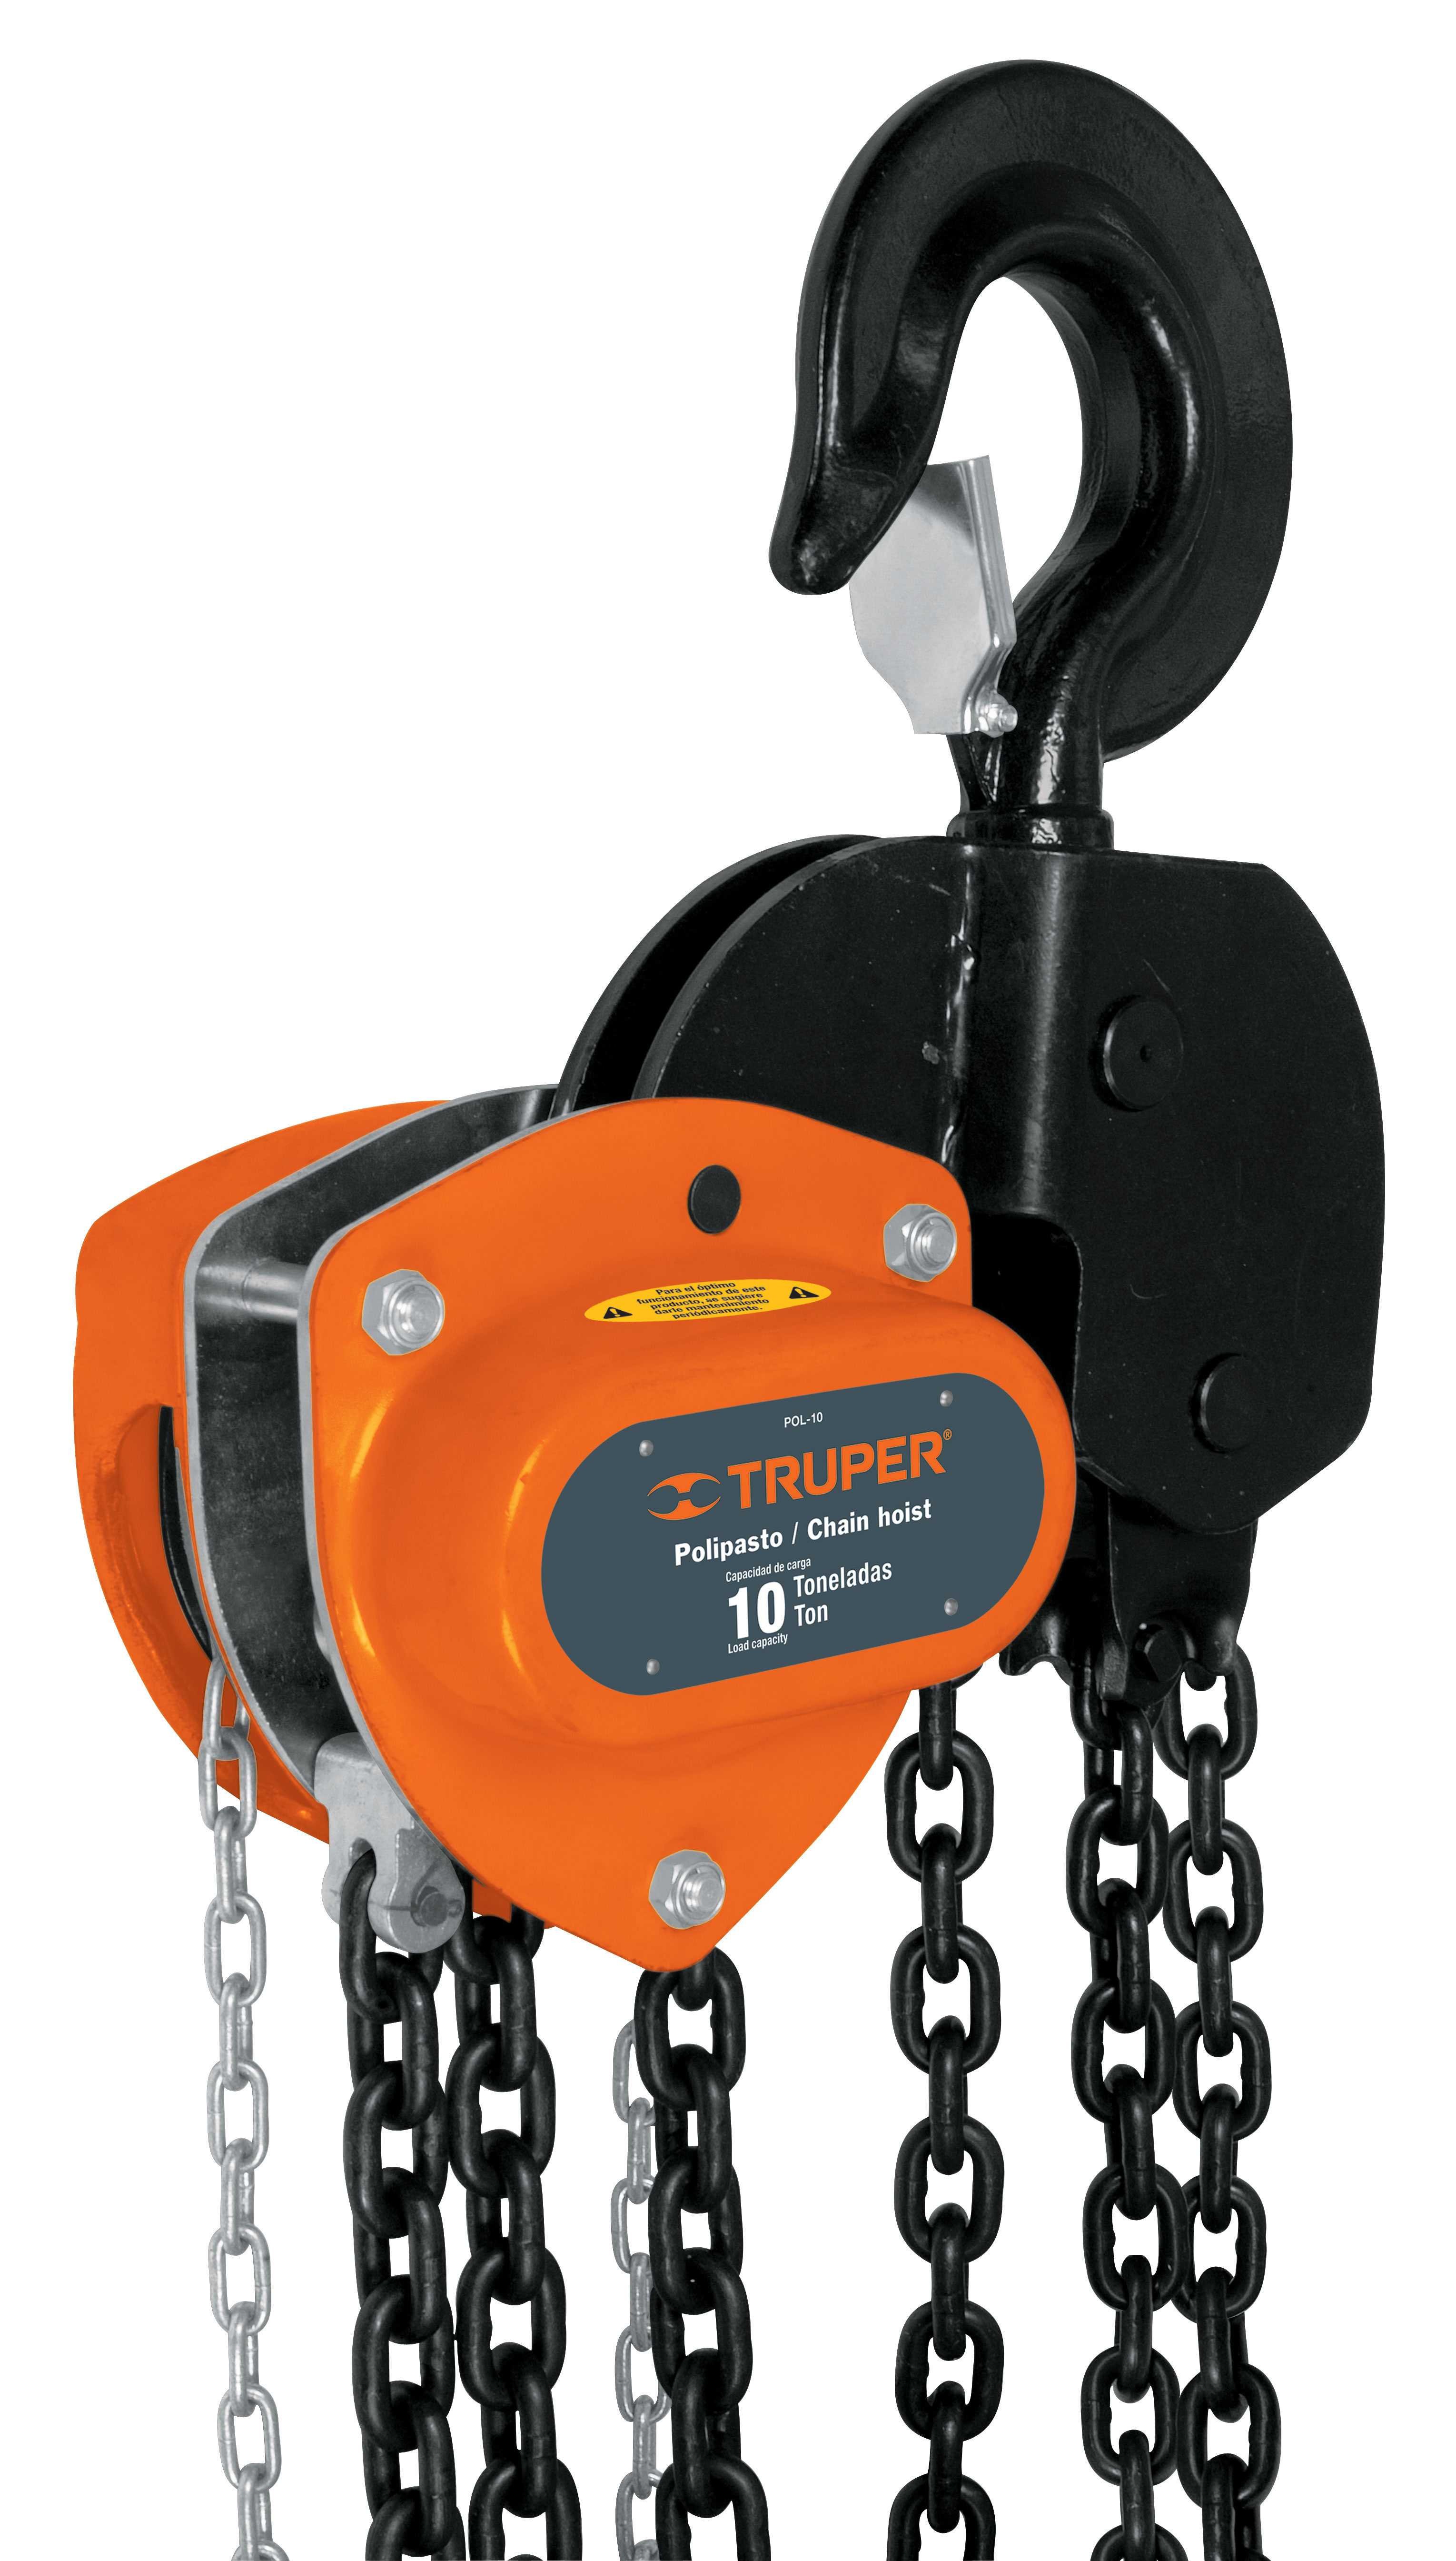 Para el óptimo
funcionamiento de este
producto, se sugiere
darle mantenimiento
periódicamente.
POL-10
TRUPER®
Polipasto / Chain hoist
Capacidad de carga
10 Toneladas
Ton
Load capacity